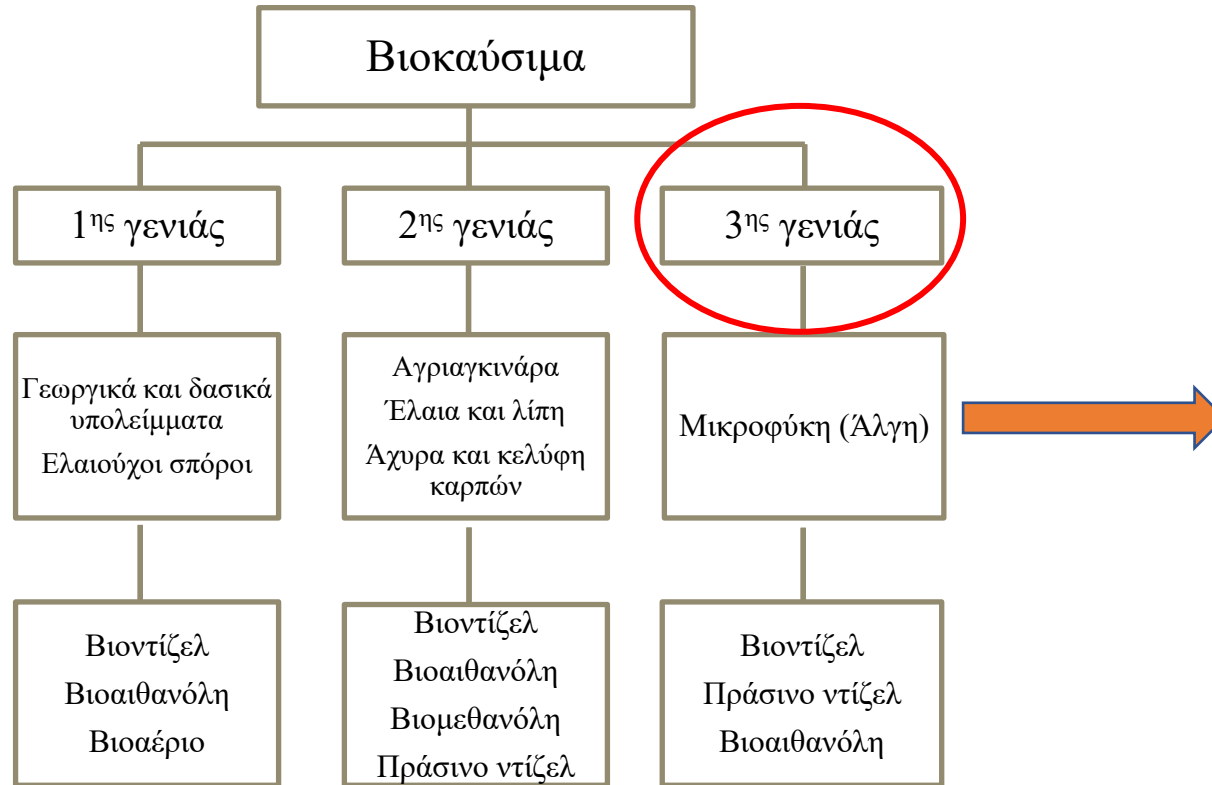 Βιοκαύσιμα
1ης γενιάς
2ης γενιάς
3ης γενιάς
Γεωργικά και δασικά
υπολείμματα
Ελαιούχοι σπόροι
Αγριαγκινάρα
Έλαια και λίπη
Άχυρα και κελύφη
καρπών
Μικροφύκη (Άλγη)
Βιοντίζελ
Βιοαιθανόλη
Βιοαέριο
Βιοντίζελ
Βιοαιθανόλη
Βιομεθανόλη
Πράσινο ντίζελ
Βιοντίζελ
Πράσινο ντίζελ
Βιοαιθανόλη